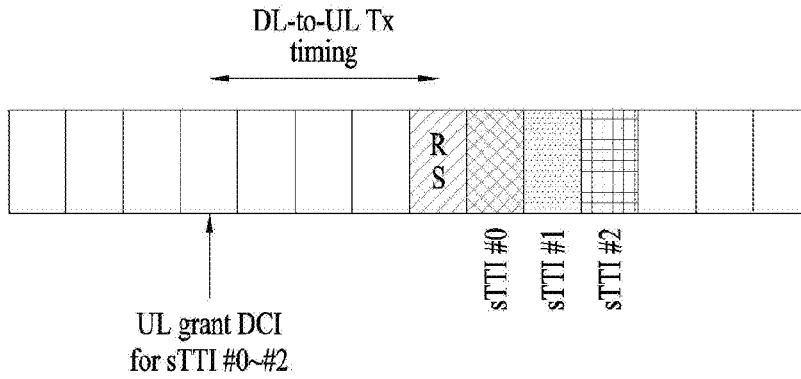 DL-to-UL Tx
timing
R
S
sTTI #0
sTTI #1
sTTI #2
UL grant DCI
for sTTI #0~#2